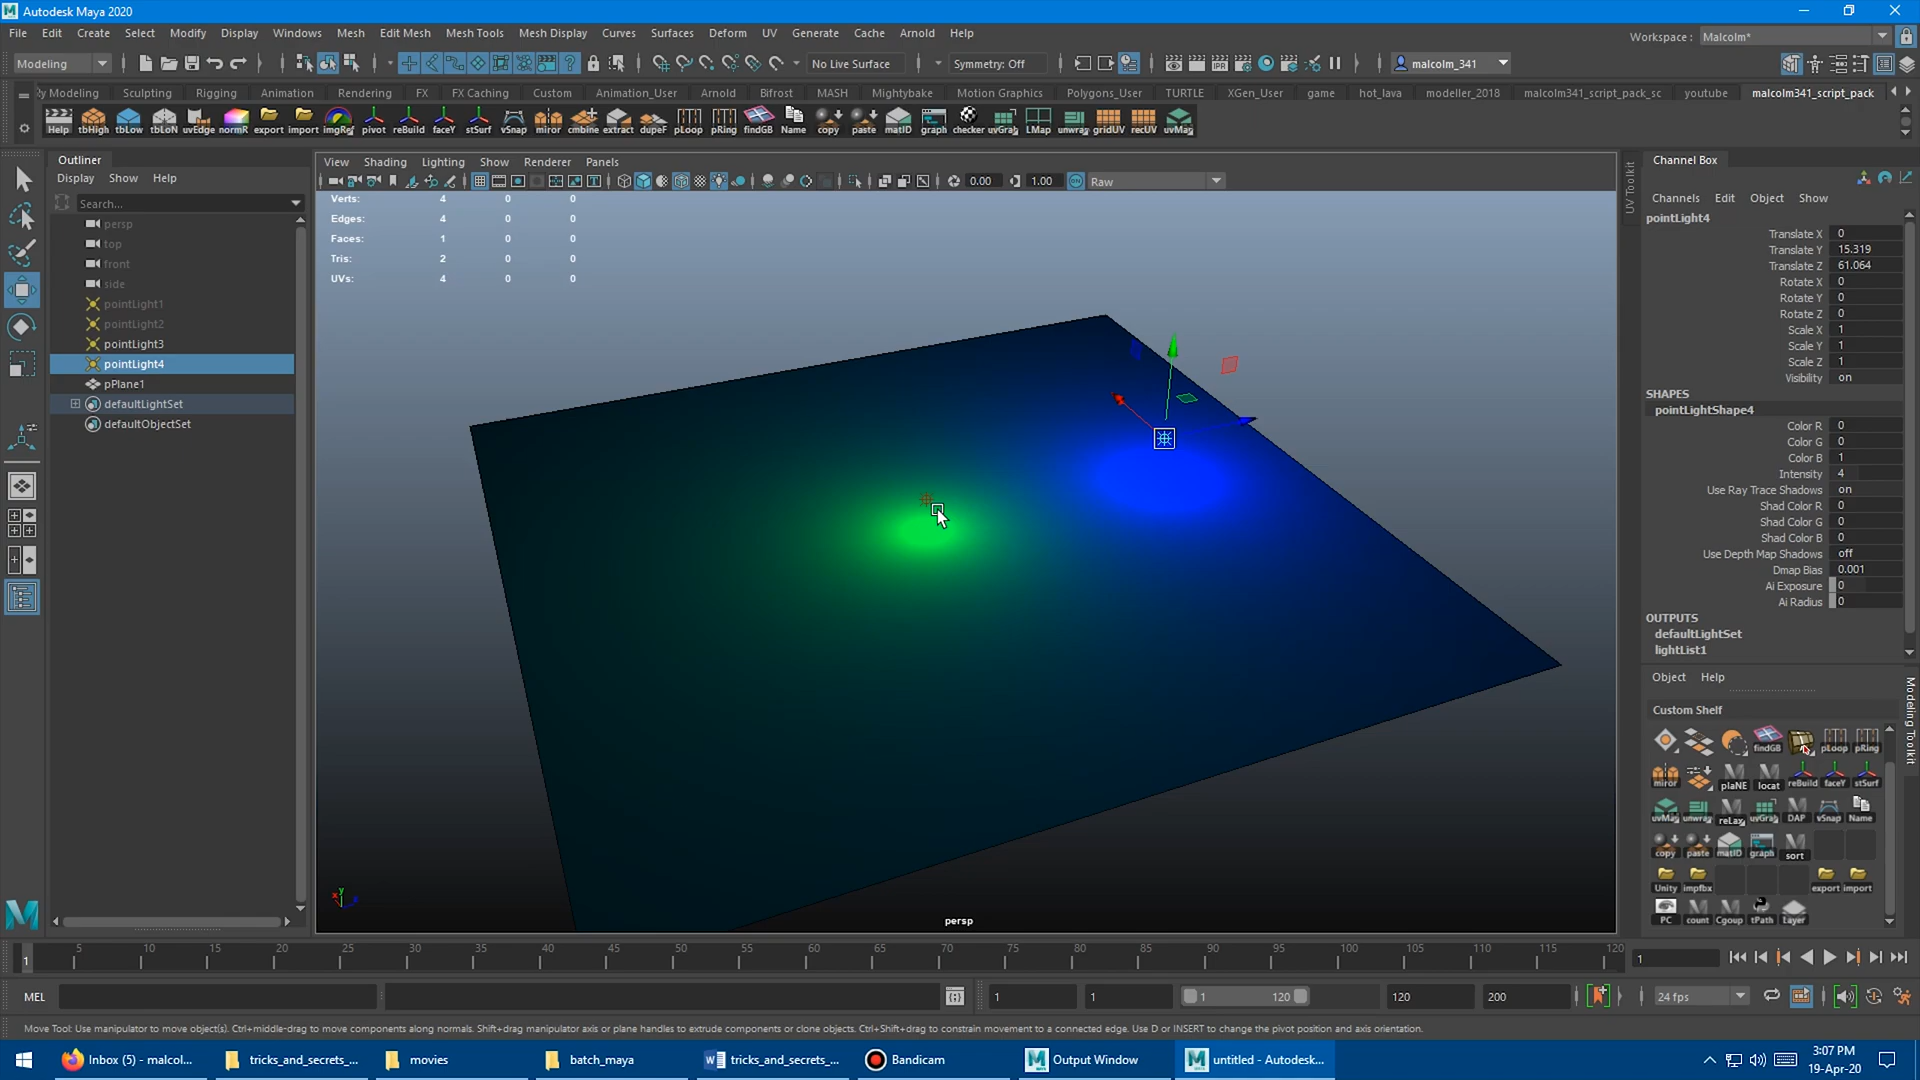 Autodesk Maya 2020
File Edit Create Select Modify Display Windows Mesh Edit Mesh Mesh Tools Mesh Display Curves Surfaces Deform UV Generate Cache Arnold Help
Workspace : Malcolm*
Modeling No Live Surface Symmetry: Off malcolm_341
ly Modeling Sculpting Rigging Animation Rendering FX FX Caching Custom Animation_User Arnold Bifrost MASH Mightybake Motion Graphics Polygons_User TURTLE XGen_User game hot_lava modeller_2018 malcolm341_script_pack_sc youtube malcolm341_script_pack
Help tbHigh tbLow tbLoN uvEdge normR export import imgRef pivot reBuild faceY stSurf vSnap miror cmbine extract dupeF pLoop pRing findGB Name copy paste matID graph checker uvGrab LMap unwra gridUV recUV uvMap
Outliner
Display Show Help
Search...
persp
top
front
side
pointLight1
pointLight2
pointLight3
pointLight4
pPlane1
defaultLightSet
defaultObjectSet
View Shading Lighting Show Renderer Panels
0.00 1.00 Raw
Verts: 4 0 0
Edges: 4 0 0
Faces: 1 0 0
Tris: 2 0 0
UVs: 4 0 0
persp
UV Toolkit
Channel Box
Channels Edit Object Show
pointLight4
Translate X 0
Translate Y 15.319
Translate Z 61.064
Rotate X 0
Rotate Y 0
Rotate Z 0
Scale X 1
Scale Y 1
Scale Z 1
Visibility on
SHAPES
pointLightShape4
Color R 0
Color G 0
Color B 1
Intensity 4
Use Ray Trace Shadows on
Shad Color R 0
Shad Color G 0
Shad Color B 0
Use Depth Map Shadows off
Dmap Bias 0.001
Ai Exposure 0
Ai Radius 0
OUTPUTS
defaultLightSet
lightList1
Object Help
Modeling Toolkit
Custom Shelf
findGB pLoop pRing
miror plaNE locat reBuild faceY stSurf
uvMap unwra reLax uvGrab DAP vSnap Name
copy paste matID graph sort
Unity impfbx export import
PC count Cgoup tPath Layer
1 5 10 15 20 25 30 35 40 45 50 55 60 65 70 75 80 85 90 95 100 105 110 115 120 1
MEL 1 1 1 120 120 200 24 fps
Move Tool: Use manipulator to move object(s). Ctrl+middle-drag to move components along normals. Shift+drag manipulator axis or plane handles to extrude components or clone objects. Ctrl+Shift+drag to constrain movement to a connected edge. Use D or INSERT to change the pivot position and axis orientation.
Inbox (5) - malcol... tricks_and_secrets_... movies batch_maya tricks_and_secrets_... Bandicam Output Window untitled - Autodesk...
3:07 PM
19-Apr-20